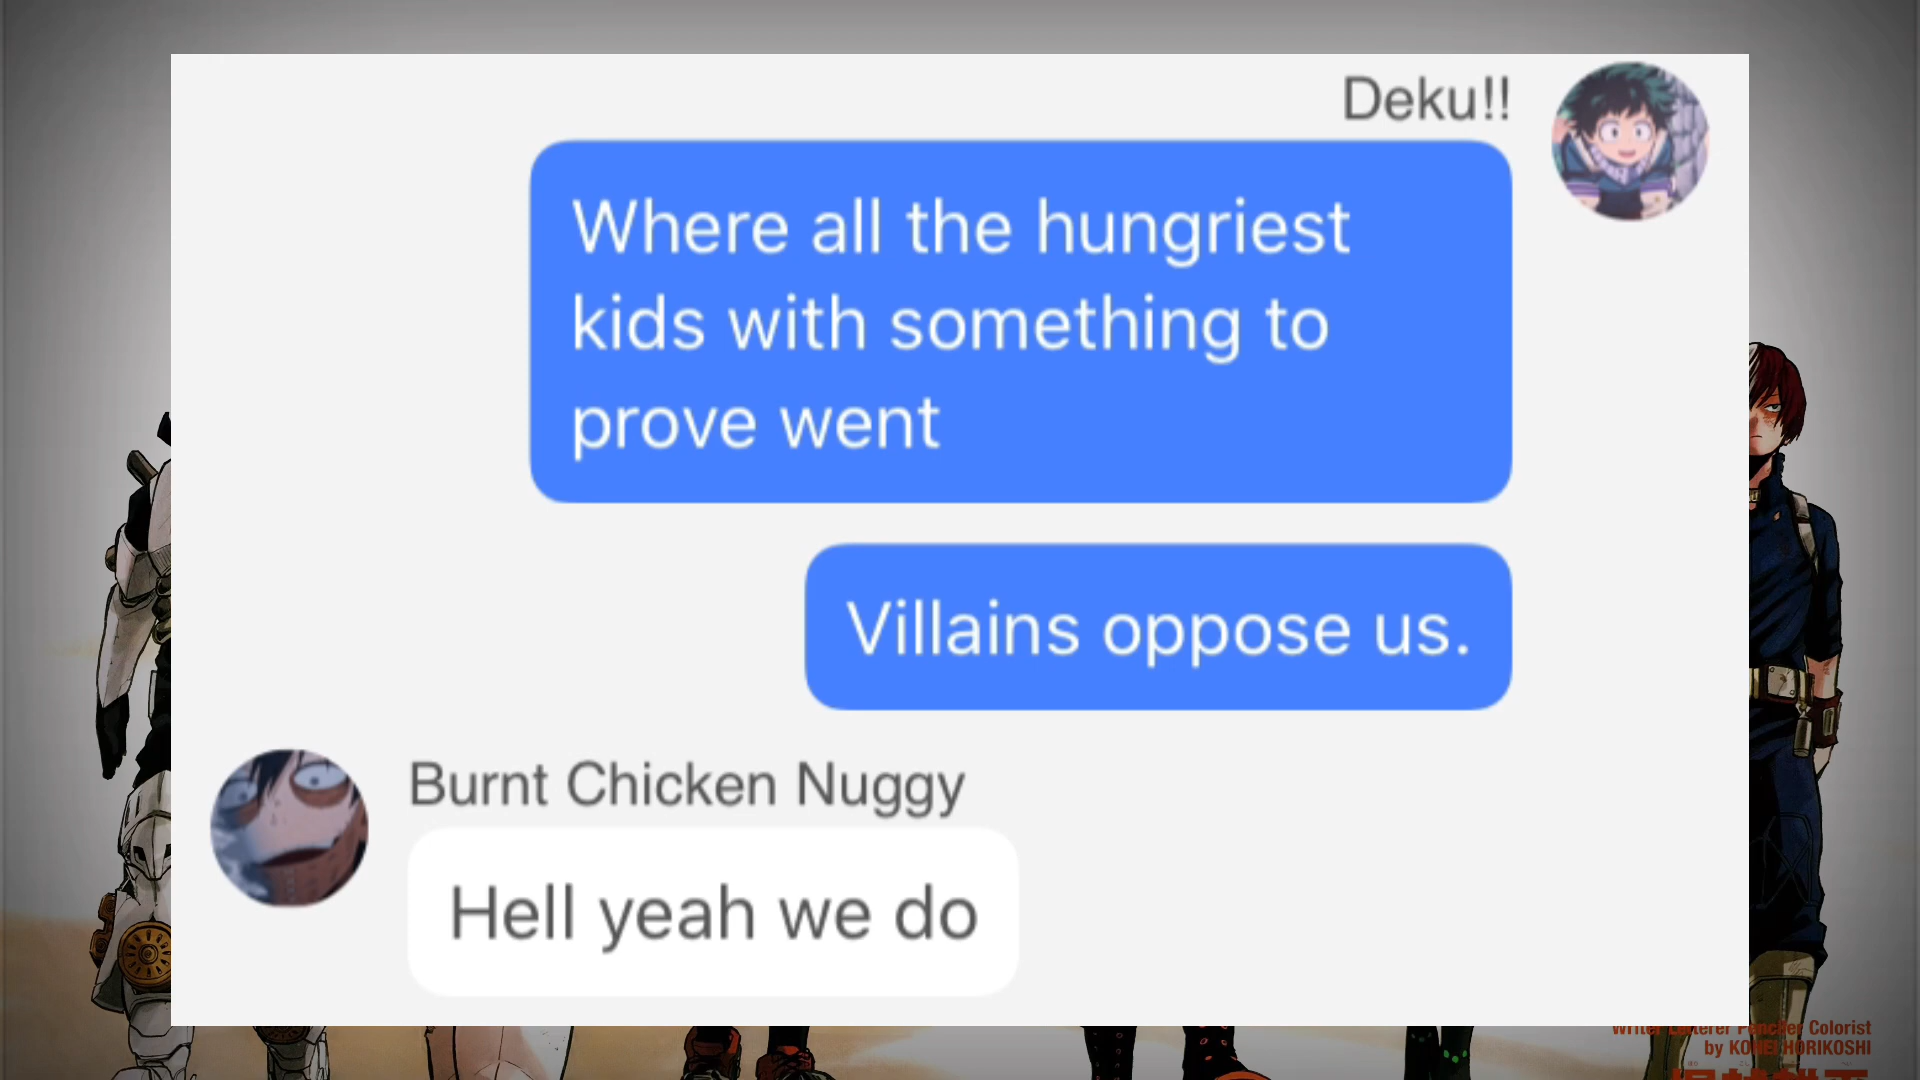 Deku!!
Where all the hungriest
kids with something to
prove went
Villains oppose us.
Burnt Chicken Nuggy
Hell yeah we do
Writer Letterer Penciller Colorist
by KOHEI HORIKOSHI